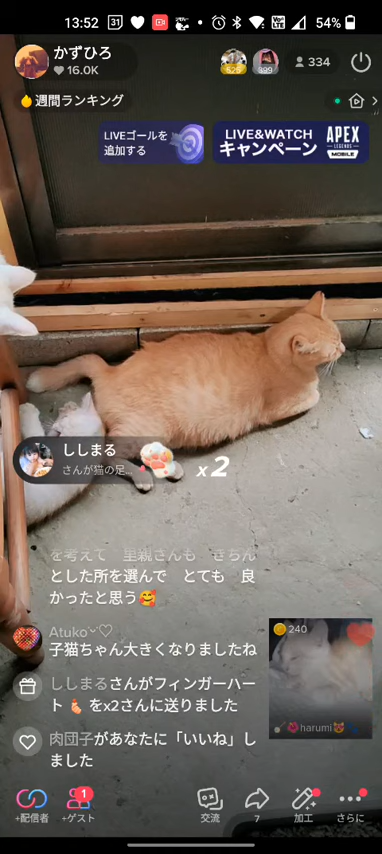 13:52
31
54%
かずひろ
16.0K
334
週間ランキング
LIVEゴールを
追加する
LIVE&WATCH
キャンペーン
APEX
LEGENDS
MOBILE
ししまる
さんが猫の足...
x2
を考えて 里親さんも きちん
とした所を選んで とても 良
かったと思う🥰
Atuko
子猫ちゃん大きくなりましたね
ししまるさんがフィンガーハー
ト を x2さんに送りました
肉団子があなたに「いいね」し
ました
240
harumi
+配信者
1
+ゲスト
交流
7
加工
さらに